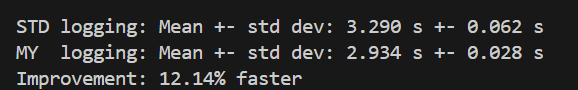 STD logging: Mean +- std dev: 3.290 s +- 0.062 s
MY  logging: Mean +- std dev: 2.934 s +- 0.028 s
Improvement: 12.14% faster